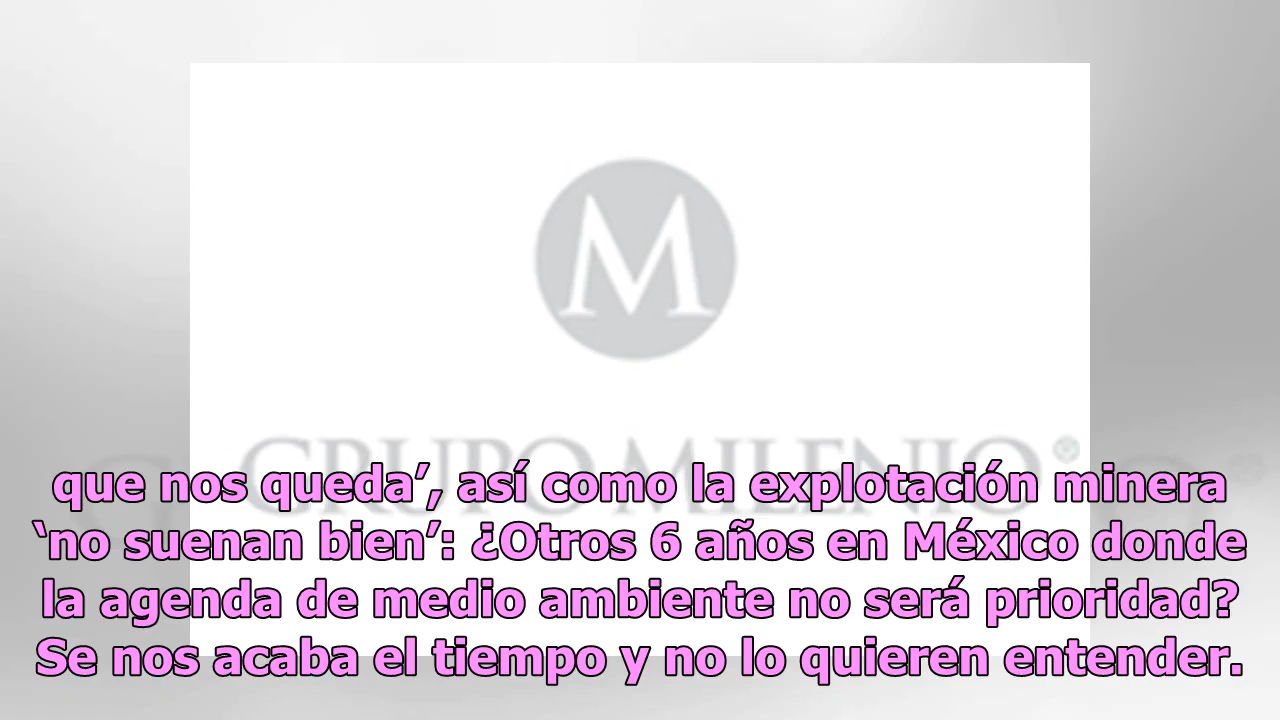 M
GRUPO MILENIO®
que nos queda’, así como la explotación minera
‘no suenan bien’: ¿Otros 6 años en México donde
la agenda de medio ambiente no será prioridad?
Se nos acaba el tiempo y no lo quieren entender.